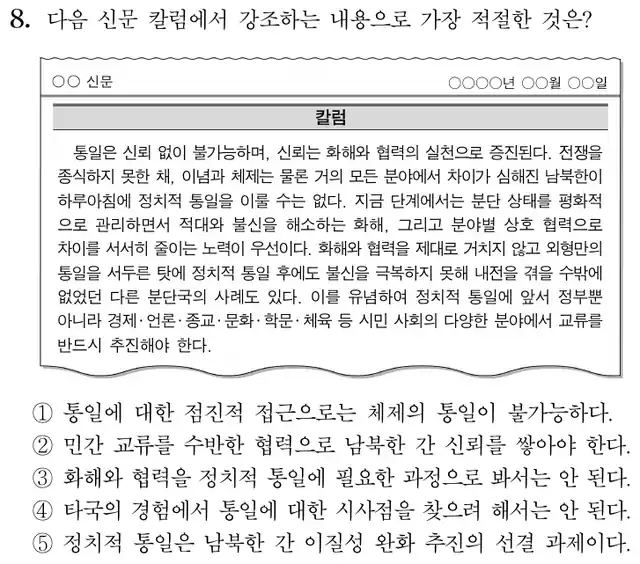 8. 다음 신문 칼럼에서 강조하는 내용으로 가장 적절한 것은?
○○ 신문 ○○○○년 ○○월 ○○일
칼럼
통일은 신뢰 없이 불가능하며, 신뢰는 화해와 협력의 실천으로 증진된다. 전쟁을
종식하지 못한 채, 이념과 체제는 물론 거의 모든 분야에서 차이가 심해진 남북한이
하루아침에 정치적 통일을 이룰 수는 없다. 지금 단계에서는 분단 상태를 평화적
으로 관리하면서 적대와 불신을 해소하는 화해, 그리고 분야별 상호 협력으로
차이를 서서히 줄이는 노력이 우선이다. 화해와 협력을 제대로 거치지 않고 외형만의
통일을 서두른 탓에 정치적 통일 후에도 불신을 극복하지 못해 내전을 겪을 수밖에
없었던 다른 분단국의 사례도 있다. 이를 유념하여 정치적 통일에 앞서 정부뿐
아니라 경제·언론·종교·문화·학문·체육 등 시민 사회의 다양한 분야에서 교류를
반드시 추진해야 한다.
① 통일에 대한 점진적 접근으로는 체제의 통일이 불가능하다.
② 민간 교류를 수반한 협력으로 남북한 간 신뢰를 쌓아야 한다.
③ 화해와 협력을 정치적 통일에 필요한 과정으로 봐서는 안 된다.
④ 타국의 경험에서 통일에 대한 시사점을 찾으려 해서는 안 된다.
⑤ 정치적 통일은 남북한 간 이질성 완화 추진의 선결 과제이다.